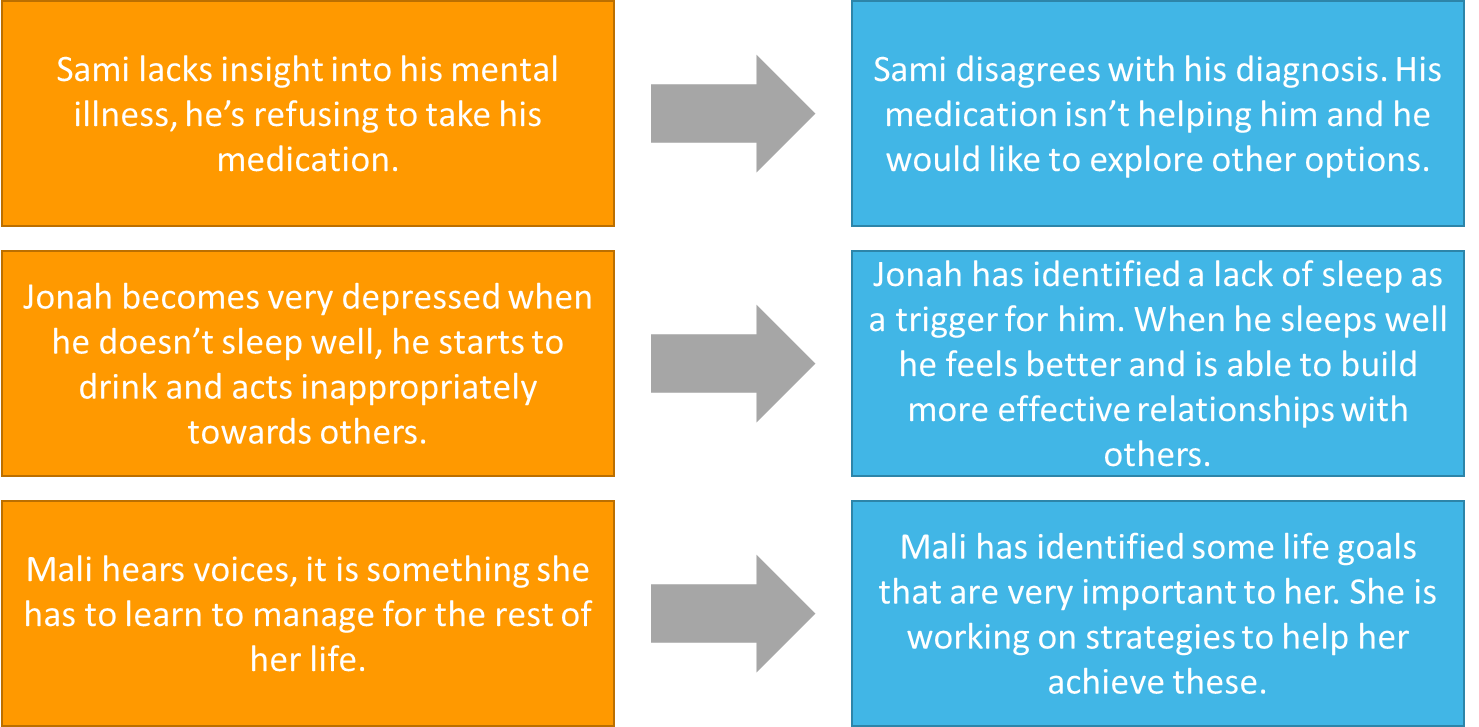 Sami lacks insight into his mental
illness, he’s refusing to take his
medication.
Sami disagrees with his diagnosis. His
medication isn’t helping him and he
would like to explore other options.
Jonah becomes very depressed when
he doesn’t sleep well, he starts to
drink and acts inappropriately
towards others.
Jonah has identified a lack of sleep as
a trigger for him. When he sleeps well
he feels better and is able to build
more effective relationships with
others.
Mali hears voices, it is something she
has to learn to manage for the rest of
her life.
Mali has identified some life goals
that are very important to her. She is
working on strategies to help her
achieve these.